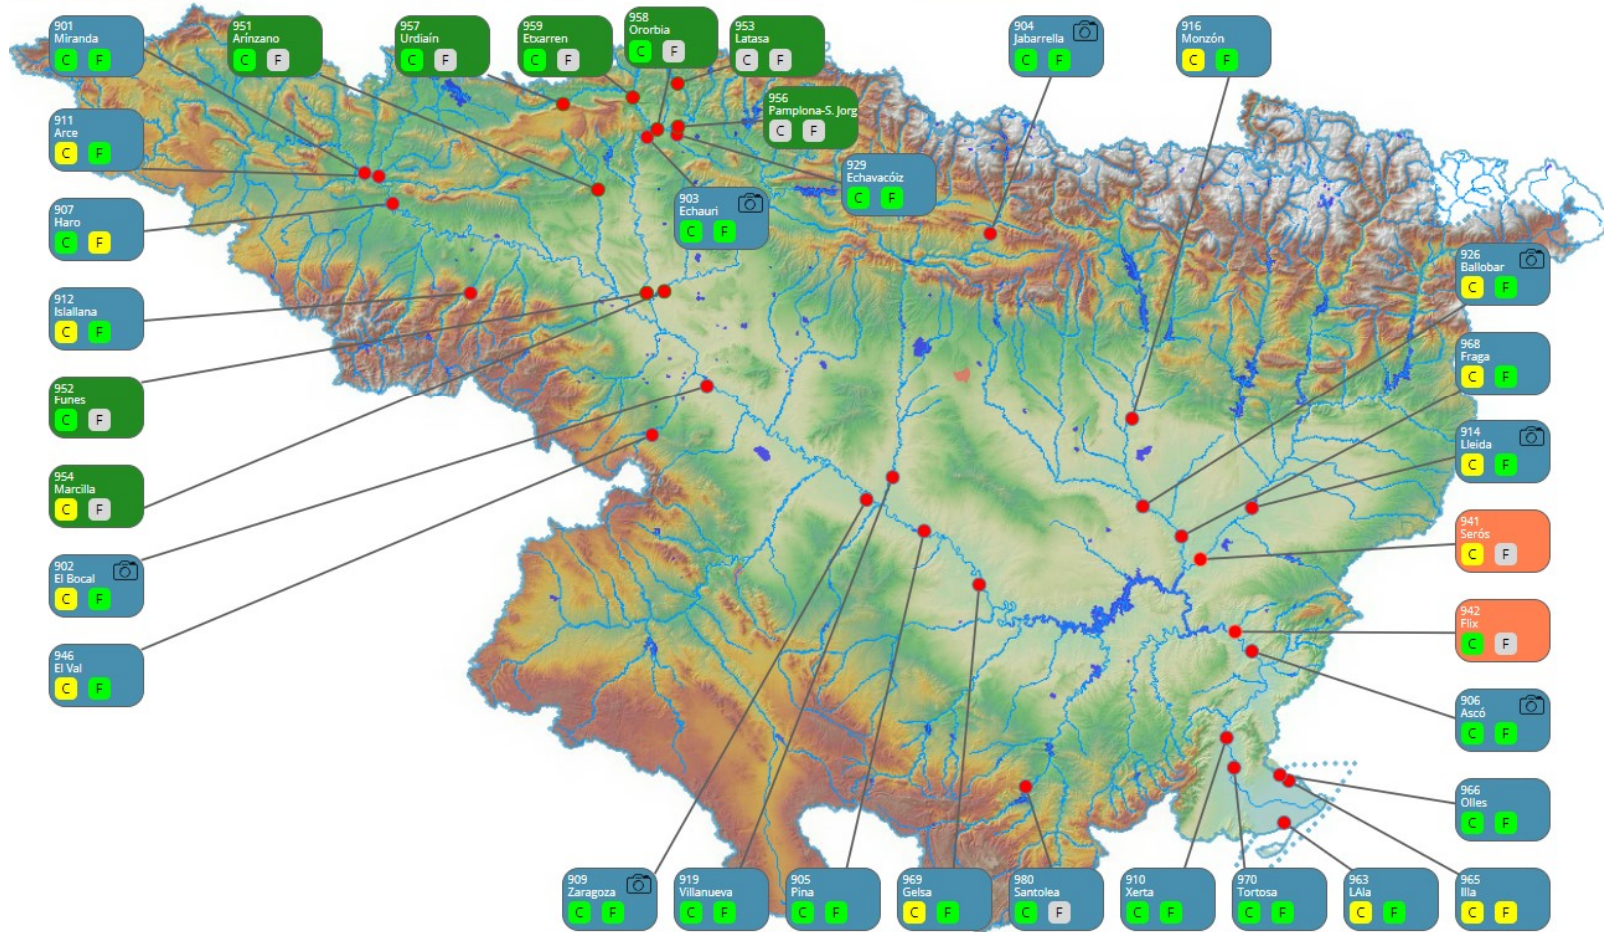 901
Miranda
C F
951
Arínzano
C F
957
Urdiaín
C F
959
Etxarren
C F
958
Ororbia
C F
953
Latasa
C F
904
Jabarrella
C F
916
Monzón
C F
956
Pamplona-S. Jorg
C F
911
Arce
C F
929
Echavacóiz
C F
903
Echauri
C F
907
Haro
C F
926
Ballobar
C F
912
Islallana
C F
968
Fraga
C F
952
Funes
C F
914
Lleida
C F
954
Marcilla
C F
941
Serós
C F
902
El Bocal
C F
942
Flix
C F
946
El Val
C F
906
Ascó
C F
966
Olles
C F
909
Zaragoza
C F
919
Villanueva
C F
905
Pina
C F
969
Gelsa
C F
980
Santolea
C F
910
Xerta
C F
970
Tortosa
C F
963
LAla
C F
965
Illa
C F